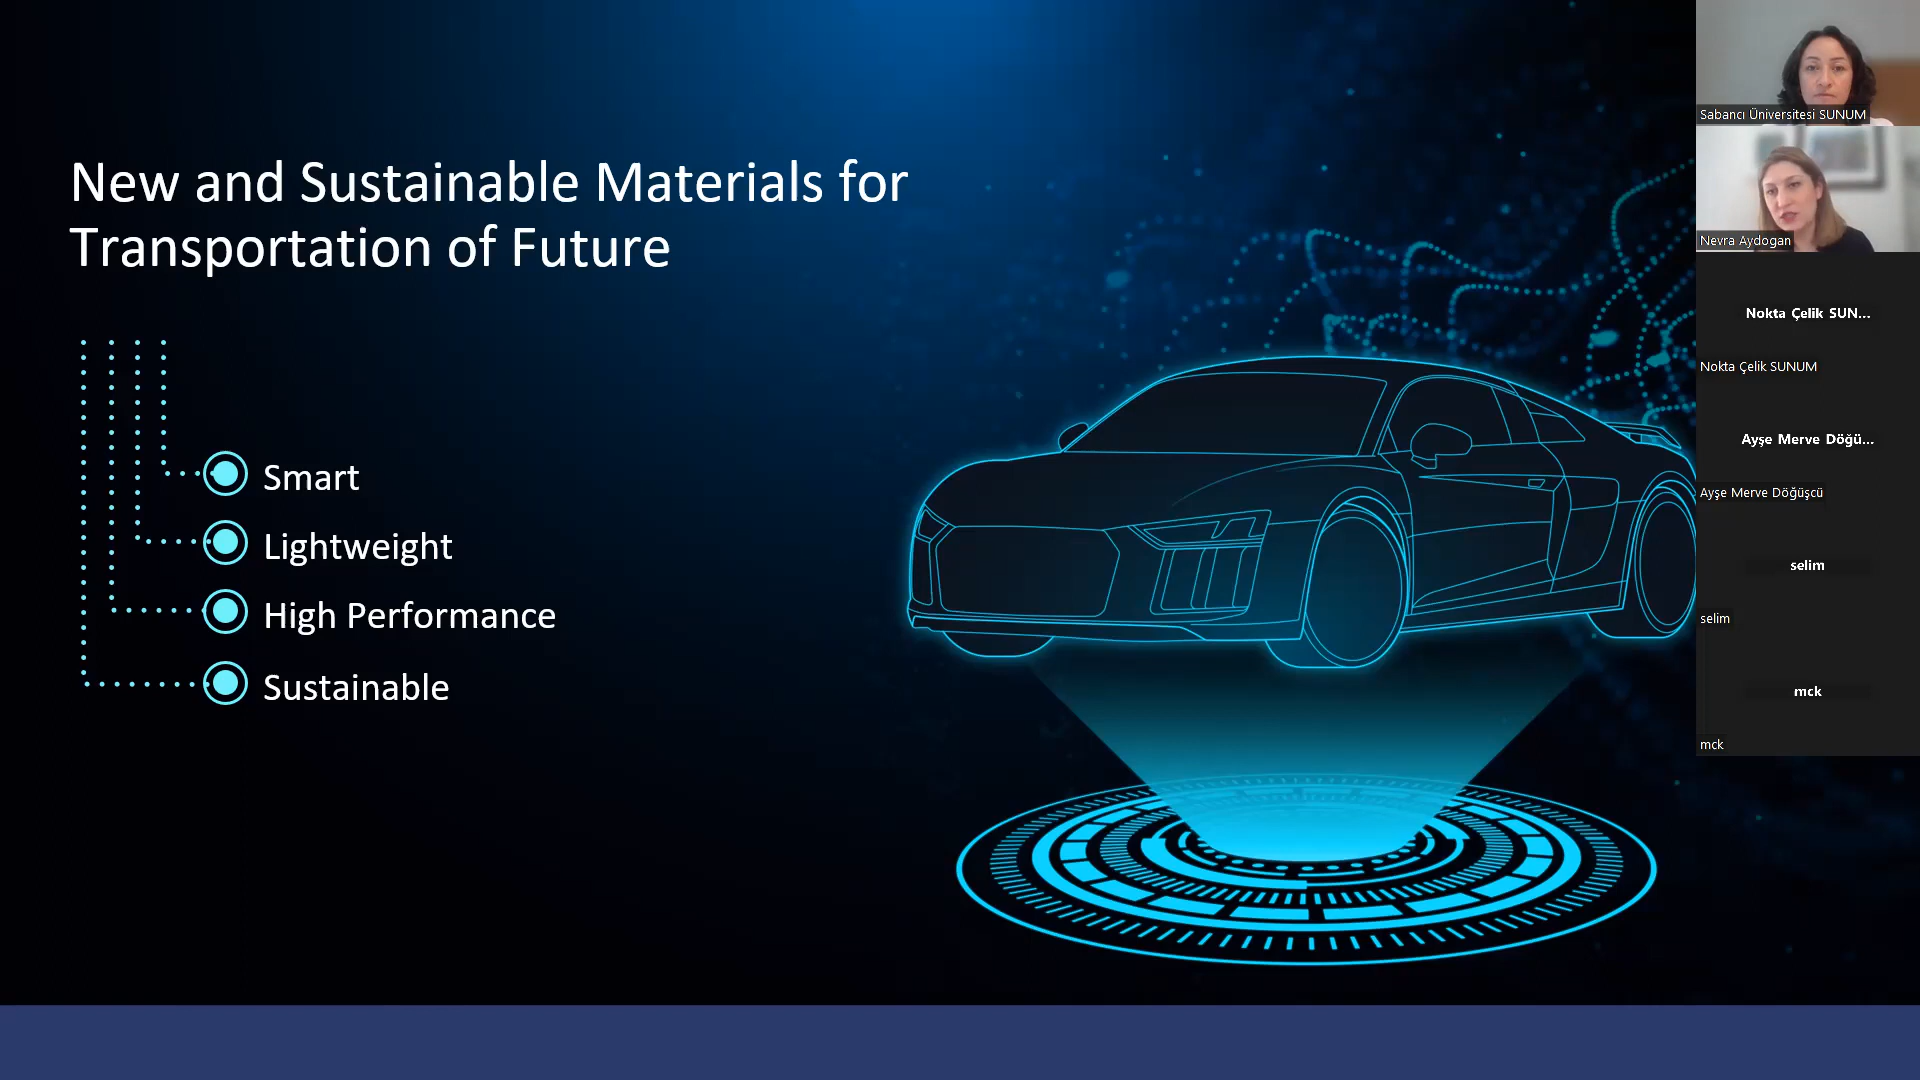 New and Sustainable Materials for
Transportation of Future
Smart
Lightweight
High Performance
Sustainable
Sabancı Üniversitesi SUNUM
Nevra Aydogan
Nokta Çelik SUN...
Nokta Çelik SUNUM
Ayşe Merve Döğü...
Ayşe Merve Döğüşcü
selim
selim
mck
mck